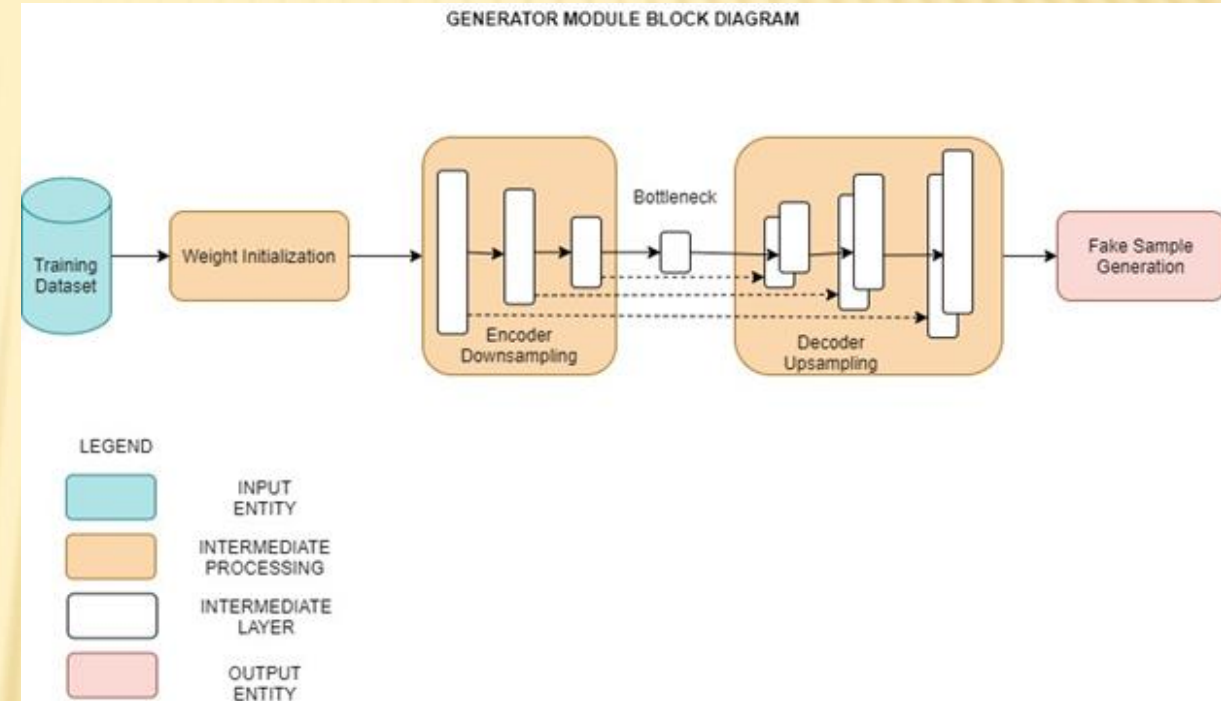 GENERATOR MODULE BLOCK DIAGRAM
Training
Dataset
Weight Initialization
Encoder
Downsampling
Bottleneck
Decoder
Upsampling
Fake Sample
Generation
LEGEND
INPUT
ENTITY
INTERMEDIATE
PROCESSING
INTERMEDIATE
LAYER
OUTPUT
ENTITY